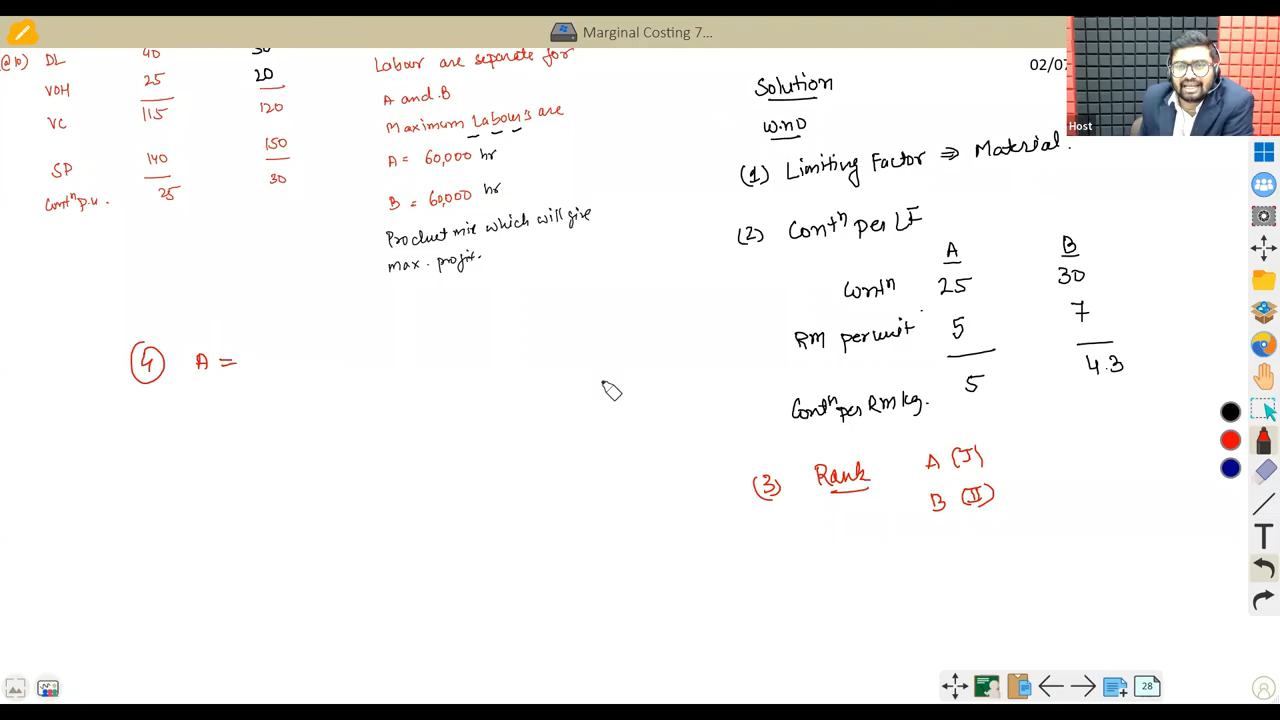 Marginal Costing 7...
@10) DL 40 30
VOH 25 20
VC 115 120
SP 140 150
Contn p.u. 25 30
Labour are separate for
A and B
Maximum Labour's are
A = 60,000 hr
B = 60,000 hr
Product mix which will give
max. profit.
4 A =
02/0
Host
Solution
W.NO
(1) Limiting Factor ⇒ Material.
(2) Contn per LF
A B
Contn 25 30
RM per unit 5 7
5 4.3
Contn per Rm kg.
(3) Rank A (I)
B (II)
T
28